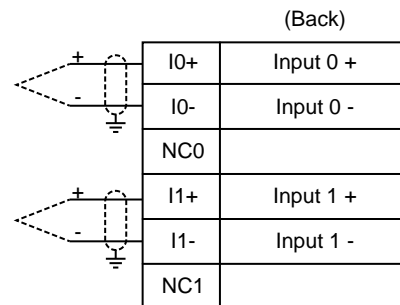 (Back)
+ I0+ Input 0 +
- I0- Input 0 -
NC0
+ I1+ Input 1 +
- I1- Input 1 -
NC1